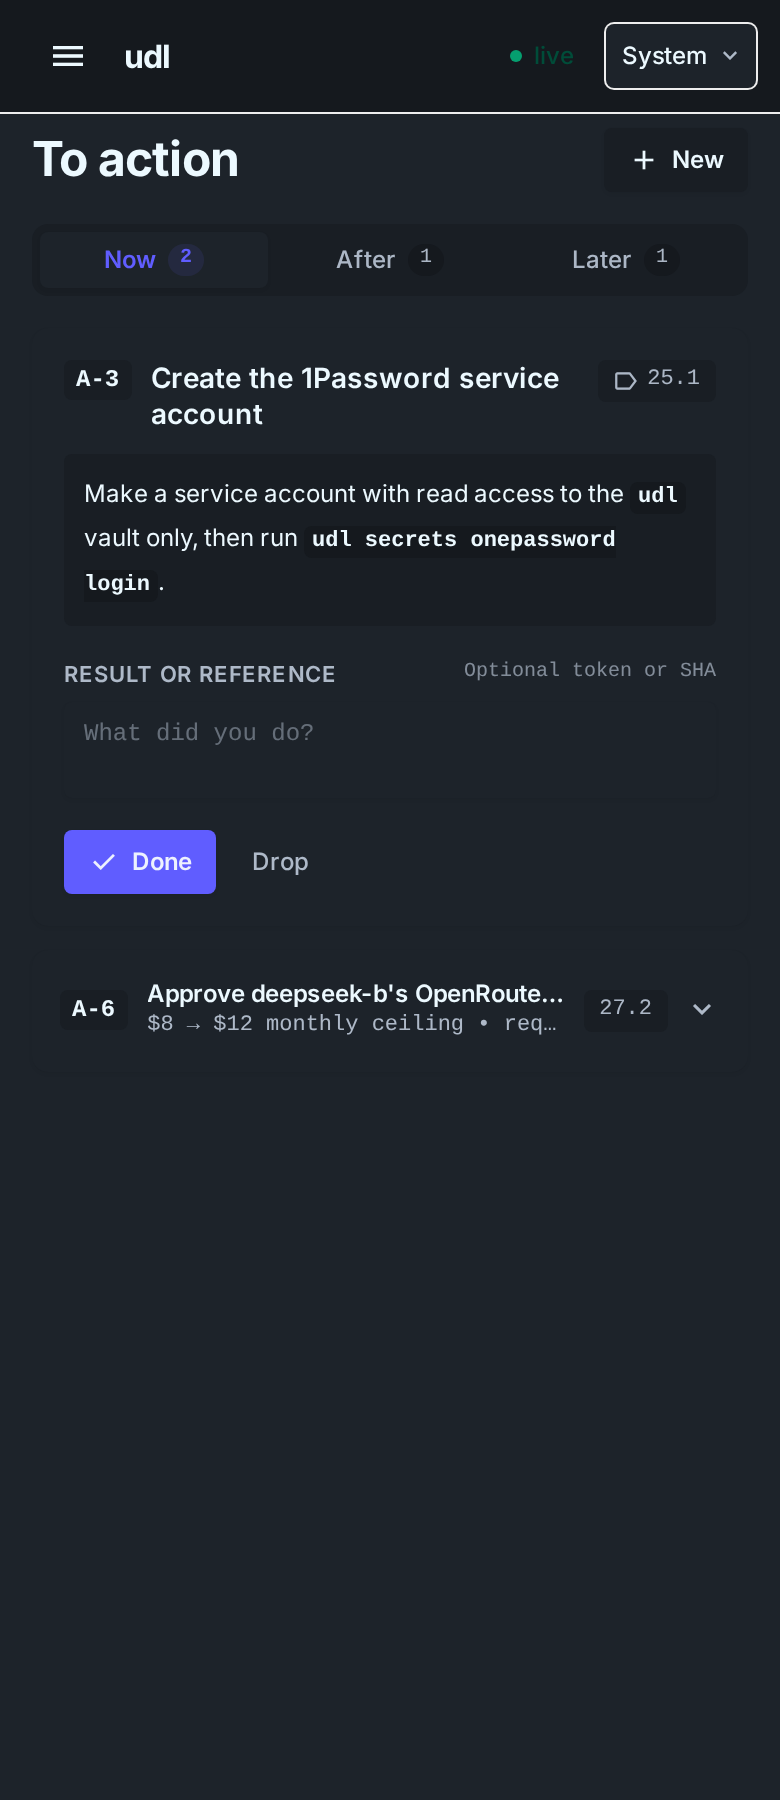 udl
live
System
To action
New
Now 2
After 1
Later 1
A-3
Create the 1Password service
account
25.1
Make a service account with read access to the udl
vault only, then run udl secrets onepassword
login.
RESULT OR REFERENCE
Optional token or SHA
What did you do?
Done
Drop
A-6
Approve deepseek-b's OpenRoute…
$8 → $12 monthly ceiling • req…
27.2